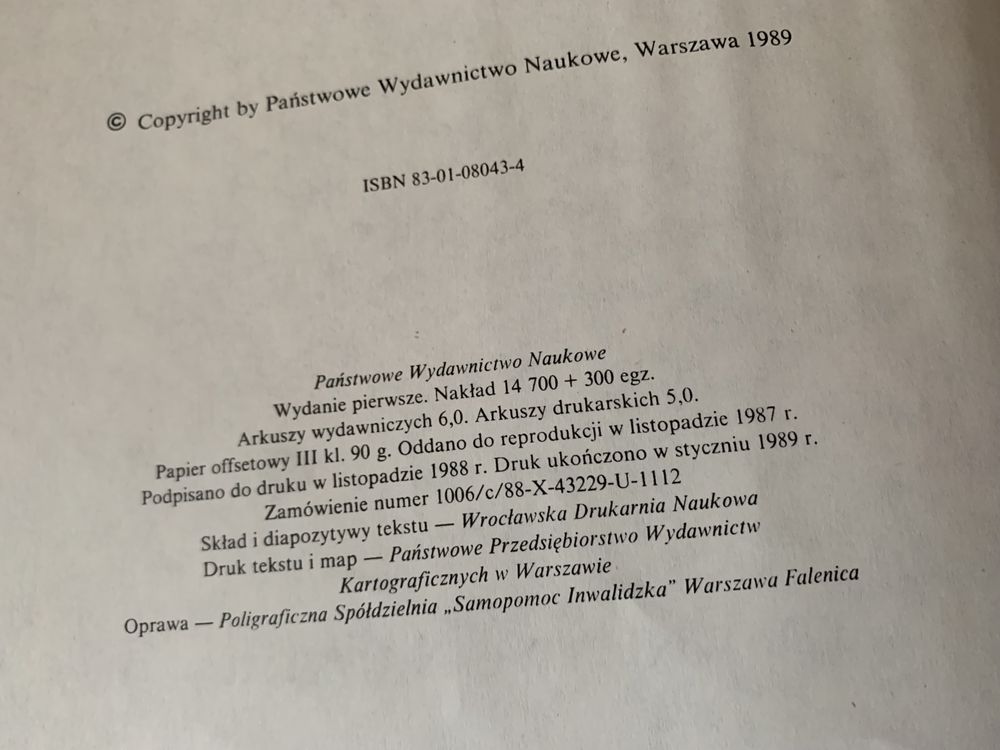 © Copyright by Państwowe Wydawnictwo Naukowe, Warszawa 1989
ISBN 83-01-08043-4
Państwowe Wydawnictwo Naukowe
Wydanie pierwsze. Nakład 14 700 + 300 egz.
Arkuszy wydawniczych 6,0. Arkuszy drukarskich 5,0.
Papier offsetowy III kl. 90 g. Oddano do reprodukcji w listopadzie 1987 r.
Podpisano do druku w listopadzie 1988 r. Druk ukończono w styczniu 1989 r.
Zamówienie numer 1006/c/88-X-43229-U-1112
Skład i diapozytywy tekstu — Wrocławska Drukarnia Naukowa
Druk tekstu i map — Państwowe Przedsiębiorstwo Wydawnictw
Kartograficznych w Warszawie
Oprawa — Poligraficzna Spółdzielnia „Samopomoc Inwalidzka” Warszawa Falenica